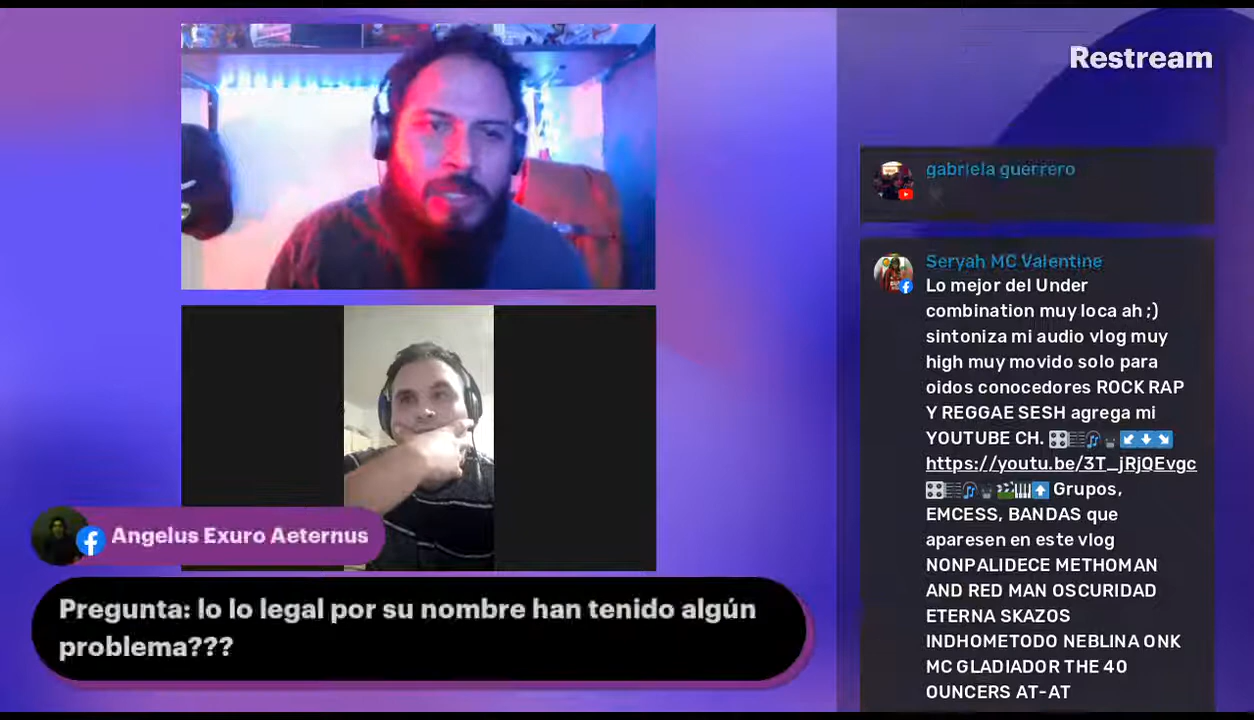 Restream
gabriela guerrero
Seryah MC Valentine
Lo mejor del Under
combination muy loca ah ;)
sintoniza mi audio vlog muy
high muy movido solo para
oidos conocedores ROCK RAP
Y REGGAE SESH agrega mi
YOUTUBE CH.
https://youtu.be/3T_jRjQEvgc
Grupos,
EMCESS, BANDAS que
aparesen en este vlog
NONPALIDECE METHOMAN
AND RED MAN OSCURIDAD
ETERNA SKAZOS
INDHOMETODO NEBLINA ONK
MC GLADIADOR THE 40
OUNCERS AT-AT
Angelus Exuro Aeternus
Pregunta: lo lo legal por su nombre han tenido algún
problema???